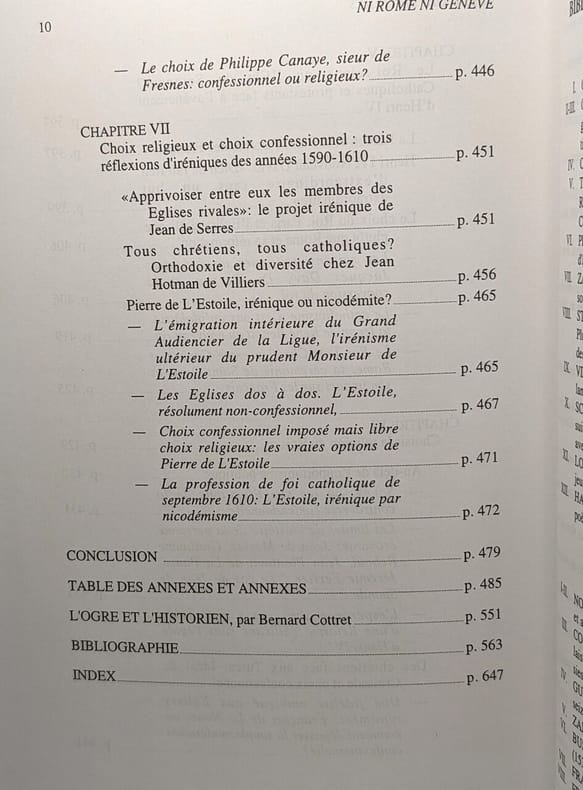 NI ROME NI GENÈVE
10
— Le choix de Philippe Canaye, sieur de
Fresnes: confessionnel ou religieux? p. 446
CHAPITRE VII
Choix religieux et choix confessionnel : trois
réflexions d'iréniques des années 1590-1610 p. 451
«Apprivoiser entre eux les membres des
Eglises rivales»: le projet irénique de
Jean de Serres p. 451
Tous chrétiens, tous catholiques?
Orthodoxie et diversité chez Jean
Hotman de Villiers p. 456
Pierre de L'Estoile, irénique ou nicodémite? p. 465
— L'émigration intérieure du Grand
Audiencier de la Ligue, l'irénisme
ultérieur du prudent Monsieur de
L'Estoile p. 465
— Les Eglises dos à dos. L'Estoile,
résolument non-confessionnel, p. 467
— Choix confessionnel imposé mais libre
choix religieux: les vraies options de
Pierre de L'Estoile p. 471
— La profession de foi catholique de
septembre 1610: L'Estoile, irénique par
nicodémisme p. 472
CONCLUSION p. 479
TABLE DES ANNEXES ET ANNEXES p. 485
L'OGRE ET L'HISTORIEN, par Bernard Cottret p. 551
BIBLIOGRAPHIE p. 563
INDEX p. 647